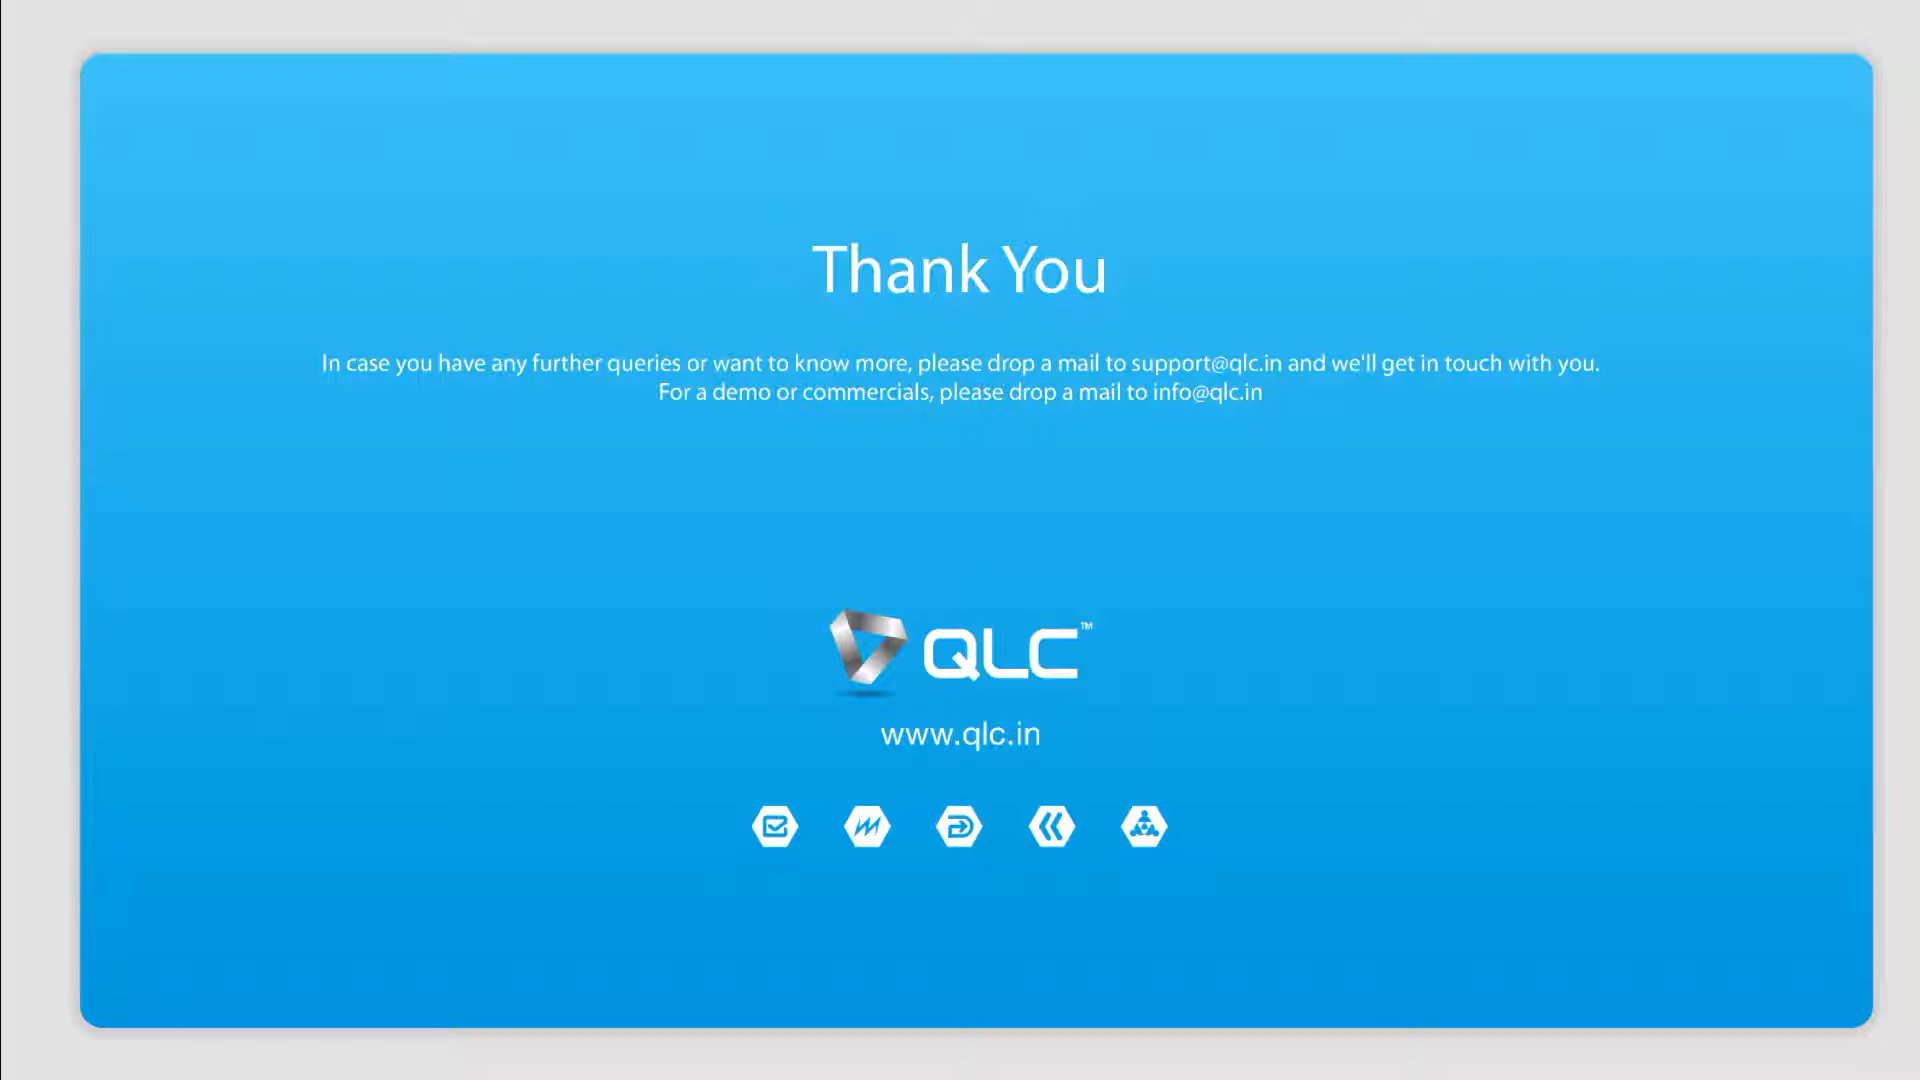 Thank You
In case you have any further queries or want to know more, please drop a mail to support@qlc.in and we'll get in touch with you.
For a demo or commercials, please drop a mail to info@qlc.in
QLC™
www.qlc.in